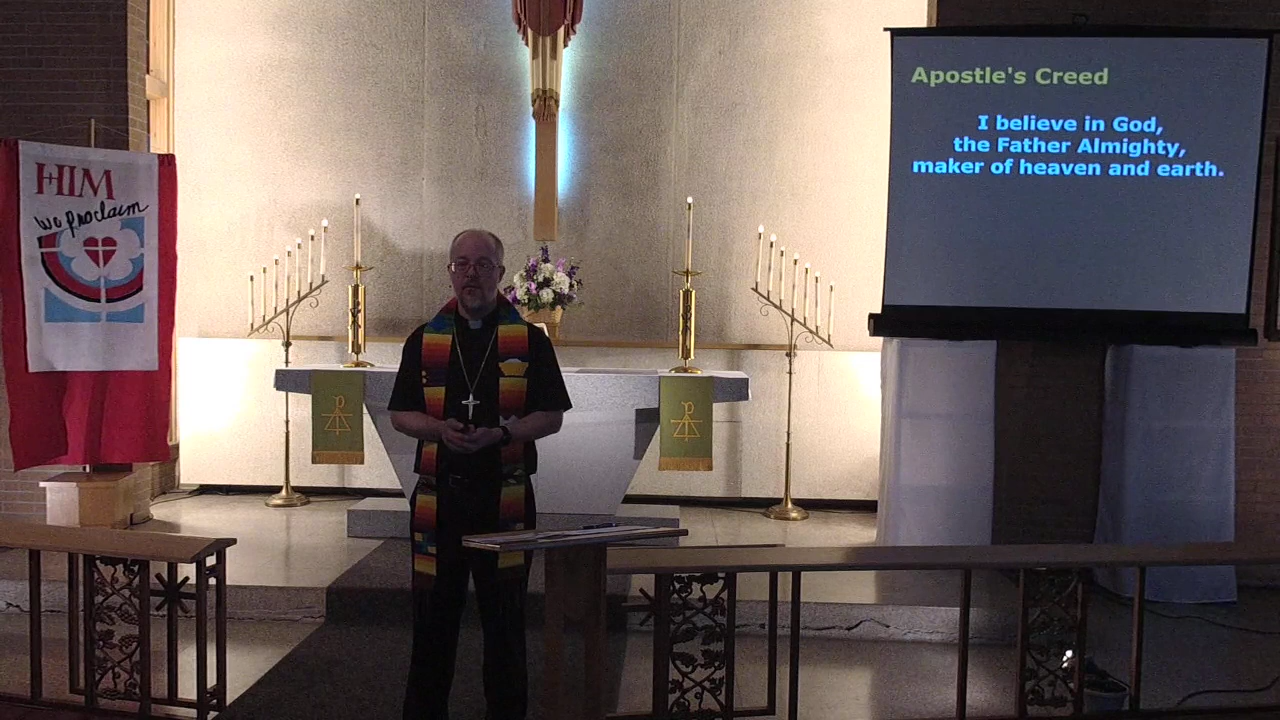 HIM
we proclaim
Apostle's Creed
I believe in God,
the Father Almighty,
maker of heaven and earth.